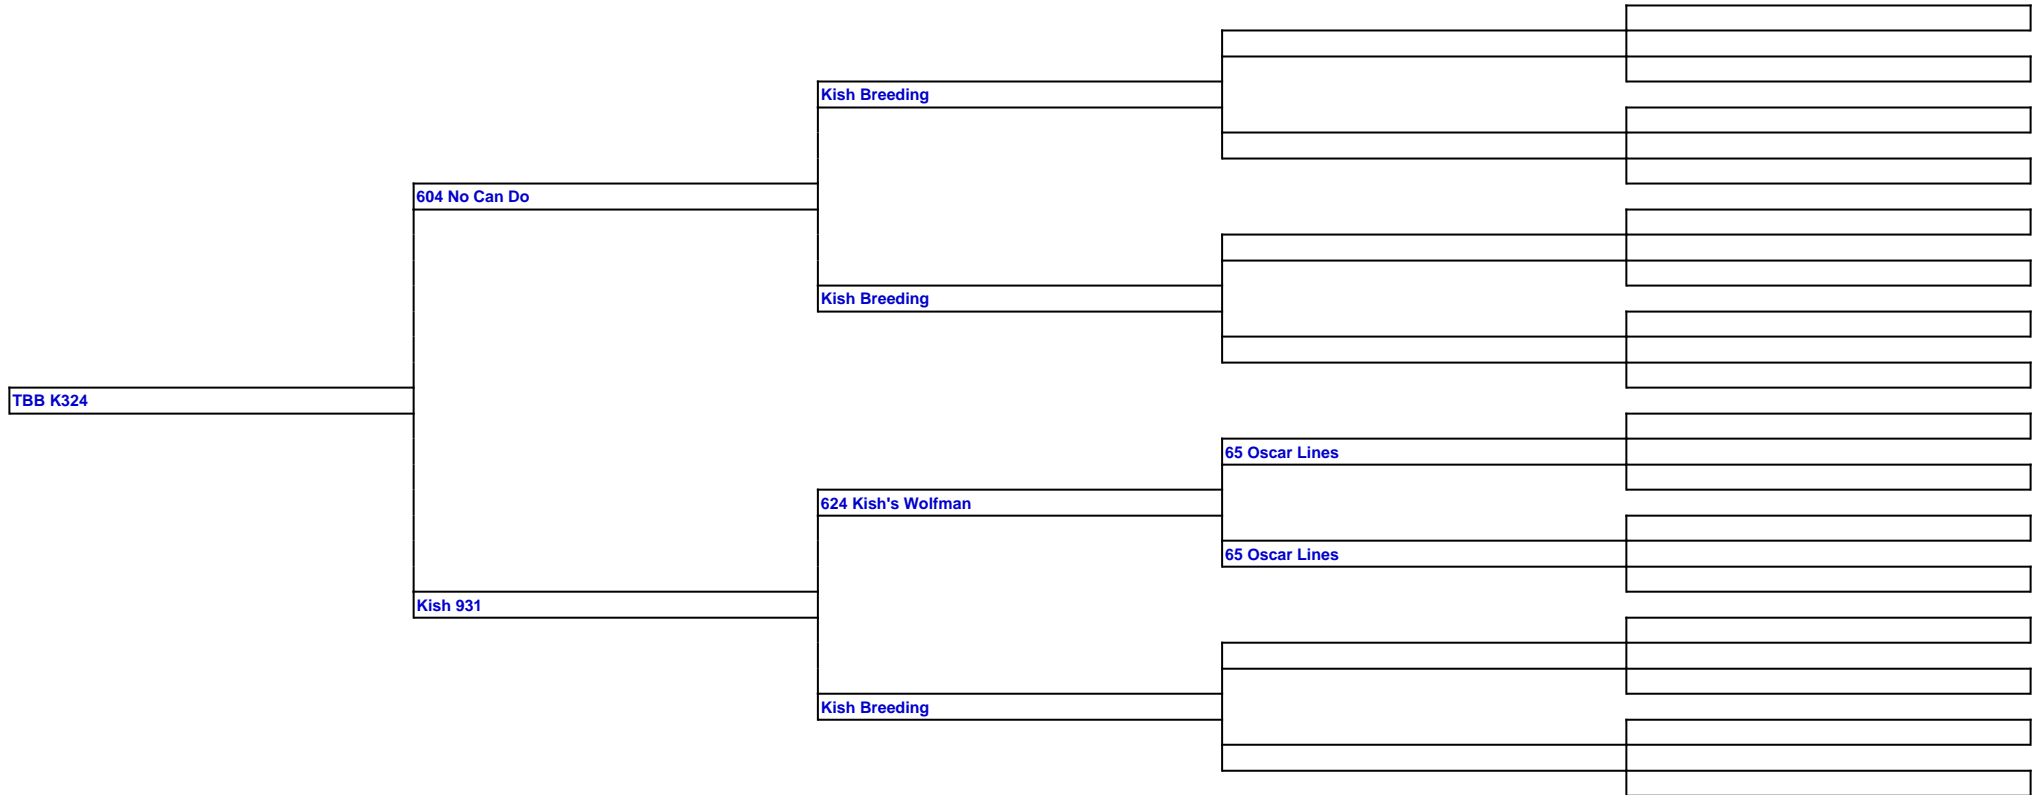 Kish Breeding
604 No Can Do
Kish Breeding
TBB K324
65 Oscar Lines
624 Kish's Wolfman
65 Oscar Lines
Kish 931
Kish Breeding